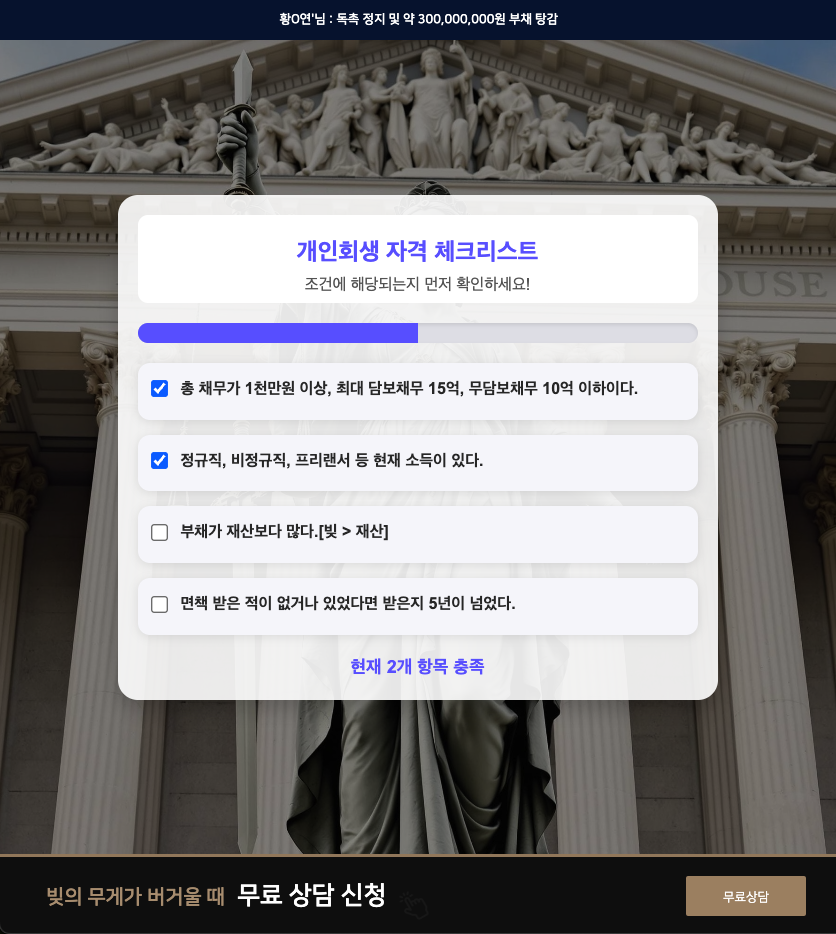 황O연'님 : 독촉 정지 및 약 300,000,000원 부채 탕감
OUSE
개인회생 자격 체크리스트
조건에 해당되는지 먼저 확인하세요!
총 채무가 1천만원 이상, 최대 담보채무 15억, 무담보채무 10억 이하이다.
정규직, 비정규직, 프리랜서 등 현재 소득이 있다.
부채가 재산보다 많다.[빚 > 재산]
면책 받은 적이 없거나 있었다면 받은지 5년이 넘었다.
현재 2개 항목 충족
빚의 무게가 버거울 때 무료 상담 신청
무료상담